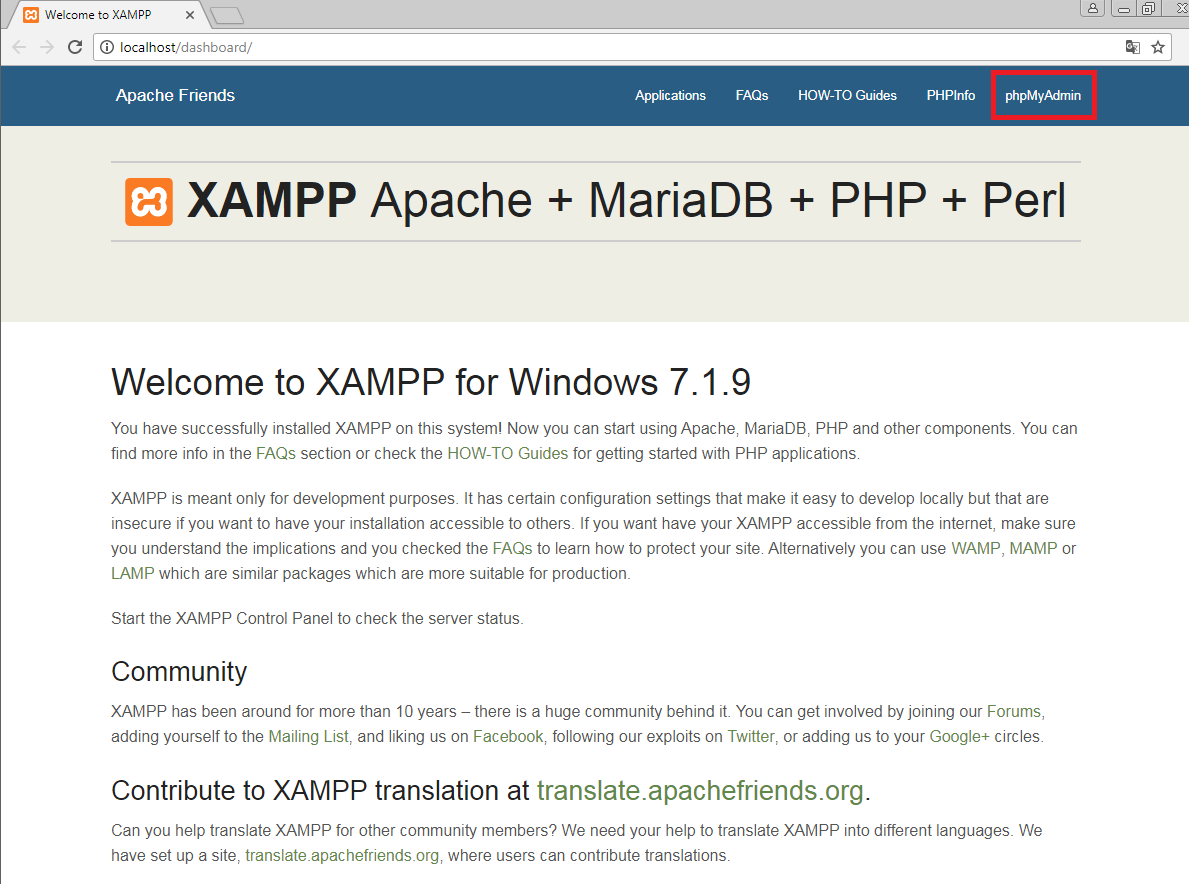 Welcome to XAMPP
localhost/dashboard/
Apache Friends
Applications
FAQs
HOW-TO Guides
PHPInfo
phpMyAdmin
XAMPP Apache + MariaDB + PHP + Perl
Welcome to XAMPP for Windows 7.1.9
You have successfully installed XAMPP on this system! Now you can start using Apache, MariaDB, PHP and other components. You can
find more info in the FAQs section or check the HOW-TO Guides for getting started with PHP applications.
XAMPP is meant only for development purposes. It has certain configuration settings that make it easy to develop locally but that are
insecure if you want to have your installation accessible to others. If you want have your XAMPP accessible from the internet, make sure
you understand the implications and you checked the FAQs to learn how to protect your site. Alternatively you can use WAMP, MAMP or
LAMP which are similar packages which are more suitable for production.
Start the XAMPP Control Panel to check the server status.
Community
XAMPP has been around for more than 10 years – there is a huge community behind it. You can get involved by joining our Forums,
adding yourself to the Mailing List, and liking us on Facebook, following our exploits on Twitter, or adding us to your Google+ circles.
Contribute to XAMPP translation at translate.apachefriends.org.
Can you help translate XAMPP for other community members? We need your help to translate XAMPP into different languages. We
have set up a site, translate.apachefriends.org, where users can contribute translations.